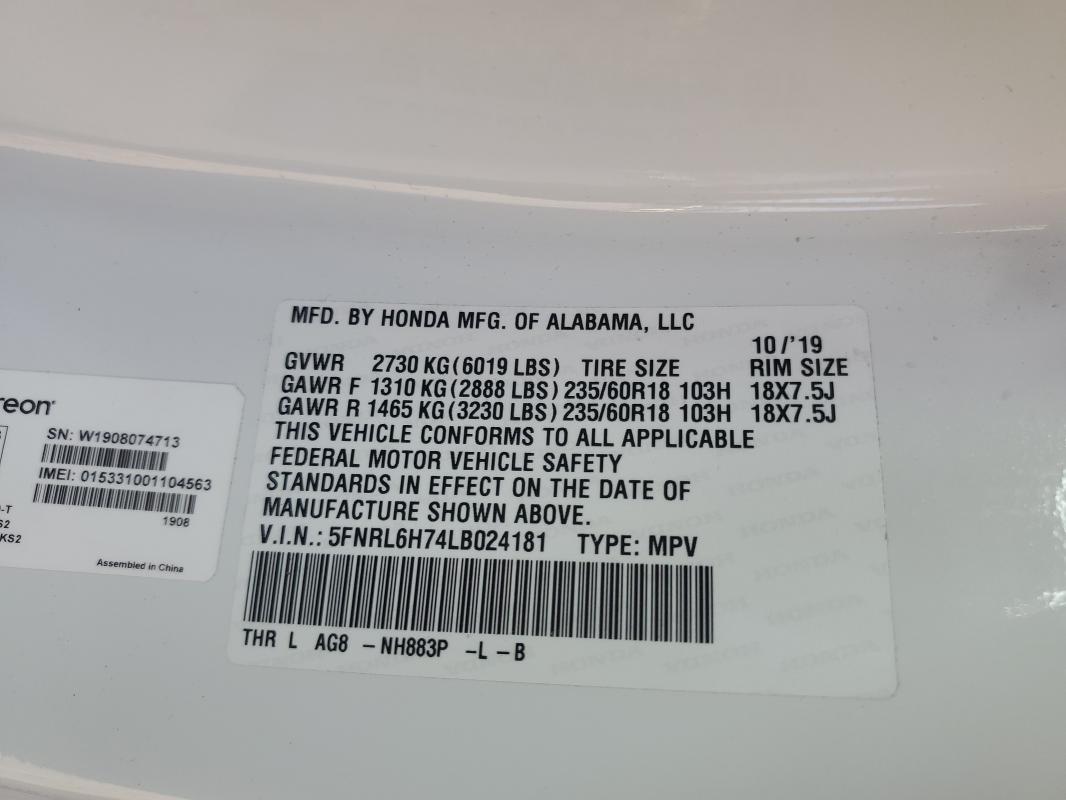 MFD. BY HONDA MFG. OF ALABAMA, LLC
10/'19
GVWR 2730 KG(6019 LBS) TIRE SIZE RIM SIZE
GAWR F 1310 KG(2888 LBS) 235/60R18 103H 18X7.5J
GAWR R 1465 KG(3230 LBS) 235/60R18 103H 18X7.5J
THIS VEHICLE CONFORMS TO ALL APPLICABLE
FEDERAL MOTOR VEHICLE SAFETY
STANDARDS IN EFFECT ON THE DATE OF
MANUFACTURE SHOWN ABOVE.
V.I.N.: 5FNRL6H74LB024181 TYPE: MPV
THR L AG8 -NH883P -L -B
reon
SN: W1908074713
IMEI: 015331001104563
1908
-T
S2
KS2
Assembled in China